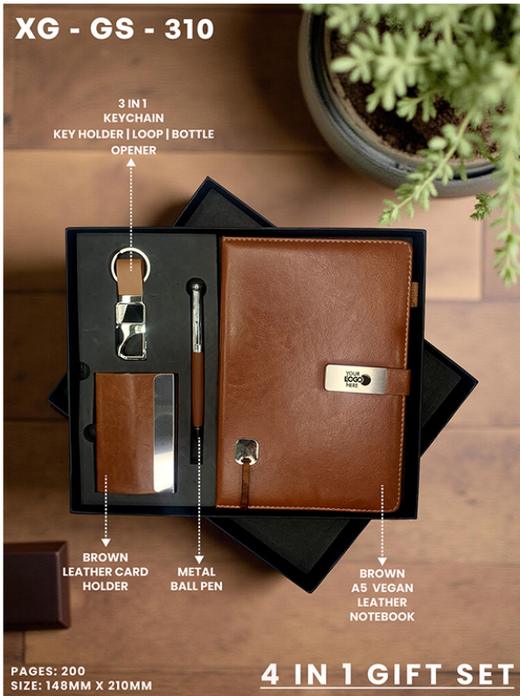 XG - GS - 310
3 IN 1
KEYCHAIN
KEY HOLDER | LOOP | BOTTLE
OPENER
YOUR
LOGO
HERE
BROWN
LEATHER CARD
HOLDER
METAL
BALL PEN
BROWN
A5 VEGAN
LEATHER
NOTEBOOK
PAGES: 200
SIZE: 148MM X 210MM
4 IN 1 GIFT SET